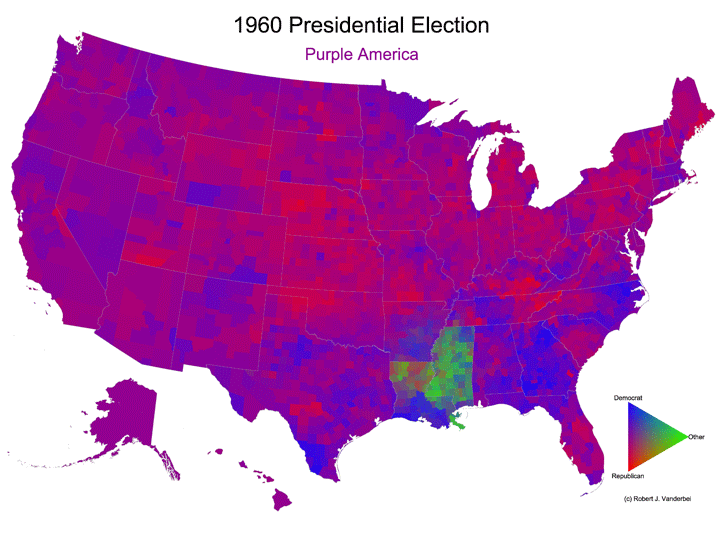 1960 Presidential Election
Purple America
Democrat
Other
Republican
(c) Robert J. Vanderbei